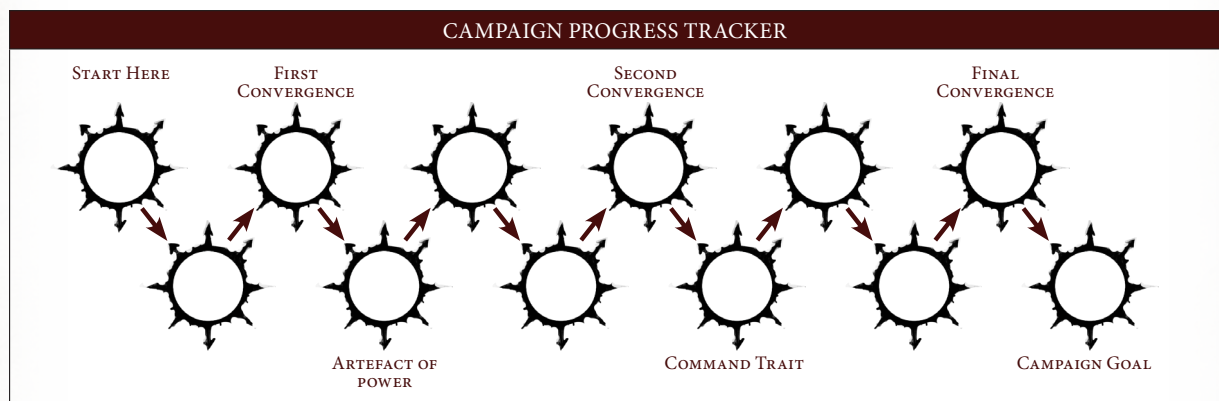 CAMPAIGN PROGRESS TRACKER
START HERE
FIRST
CONVERGENCE
SECOND
CONVERGENCE
FINAL
CONVERGENCE
ARTEFACT OF
POWER
COMMAND TRAIT
CAMPAIGN GOAL